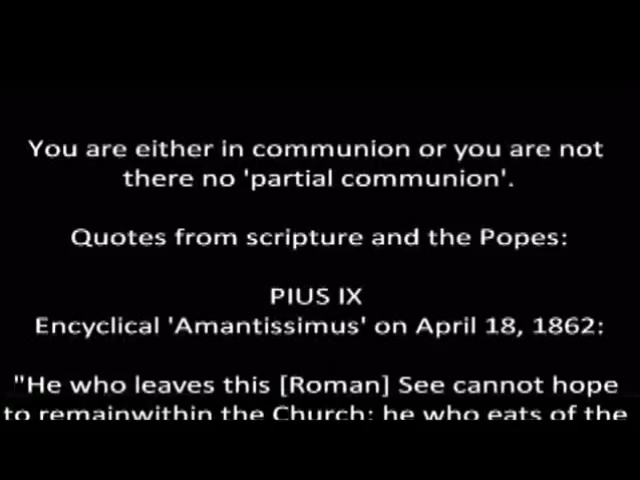 You are either in communion or you are not
there no 'partial communion'.
Quotes from scripture and the Popes:
PIUS IX
Encyclical 'Amantissimus' on April 18, 1862:
"He who leaves this [Roman] See cannot hope
to remainwithin the Church; he who eats of the